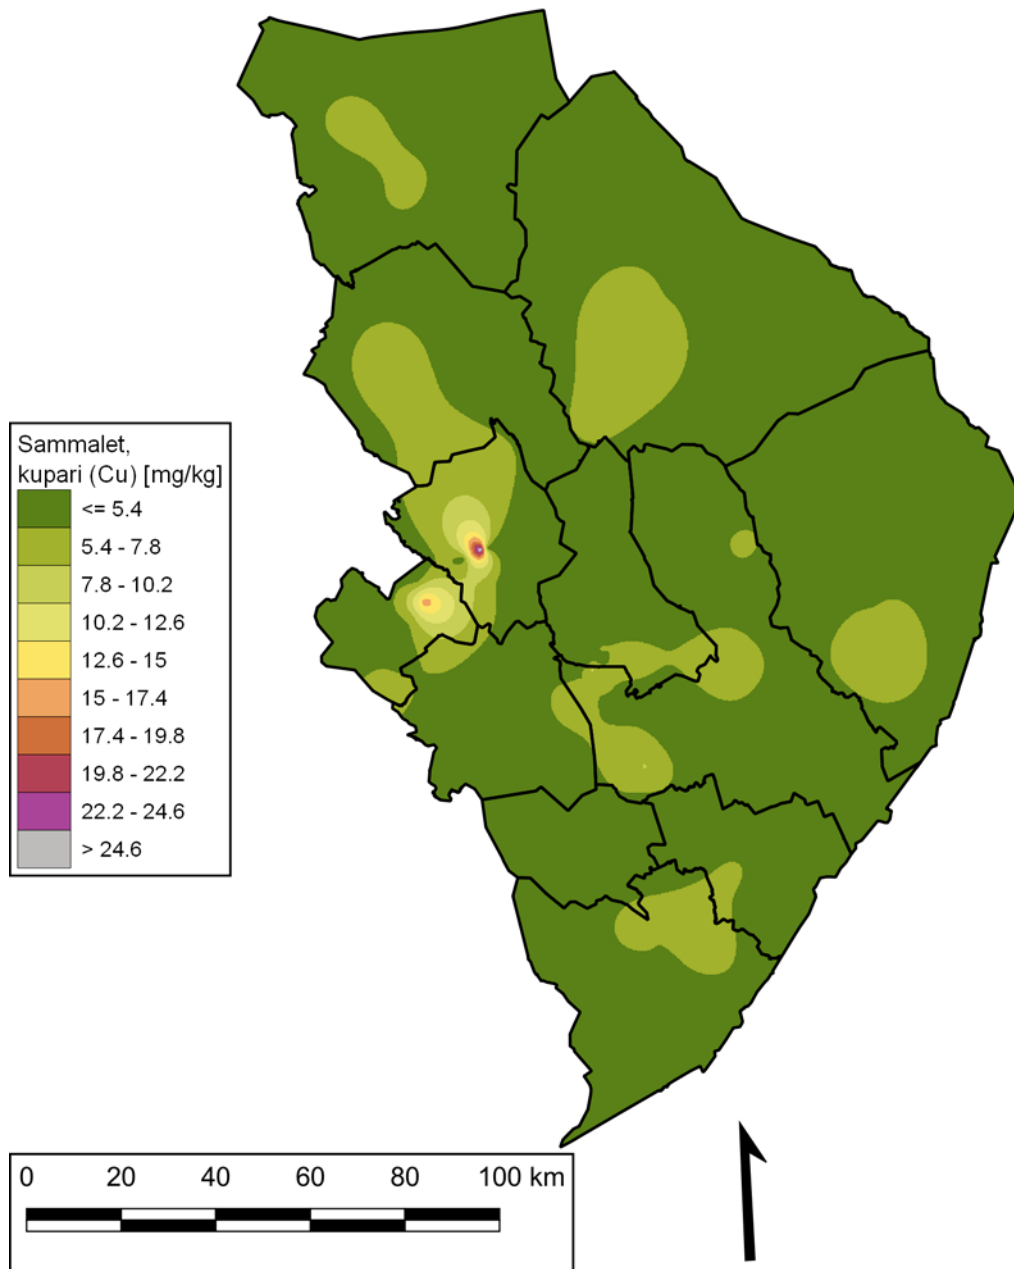 Sammalet,
kupari (Cu) [mg/kg]
<= 5.4
5.4 - 7.8
7.8 - 10.2
10.2 - 12.6
12.6 - 15
15 - 17.4
17.4 - 19.8
19.8 - 22.2
22.2 - 24.6
> 24.6
0 20 40 60 80 100 km